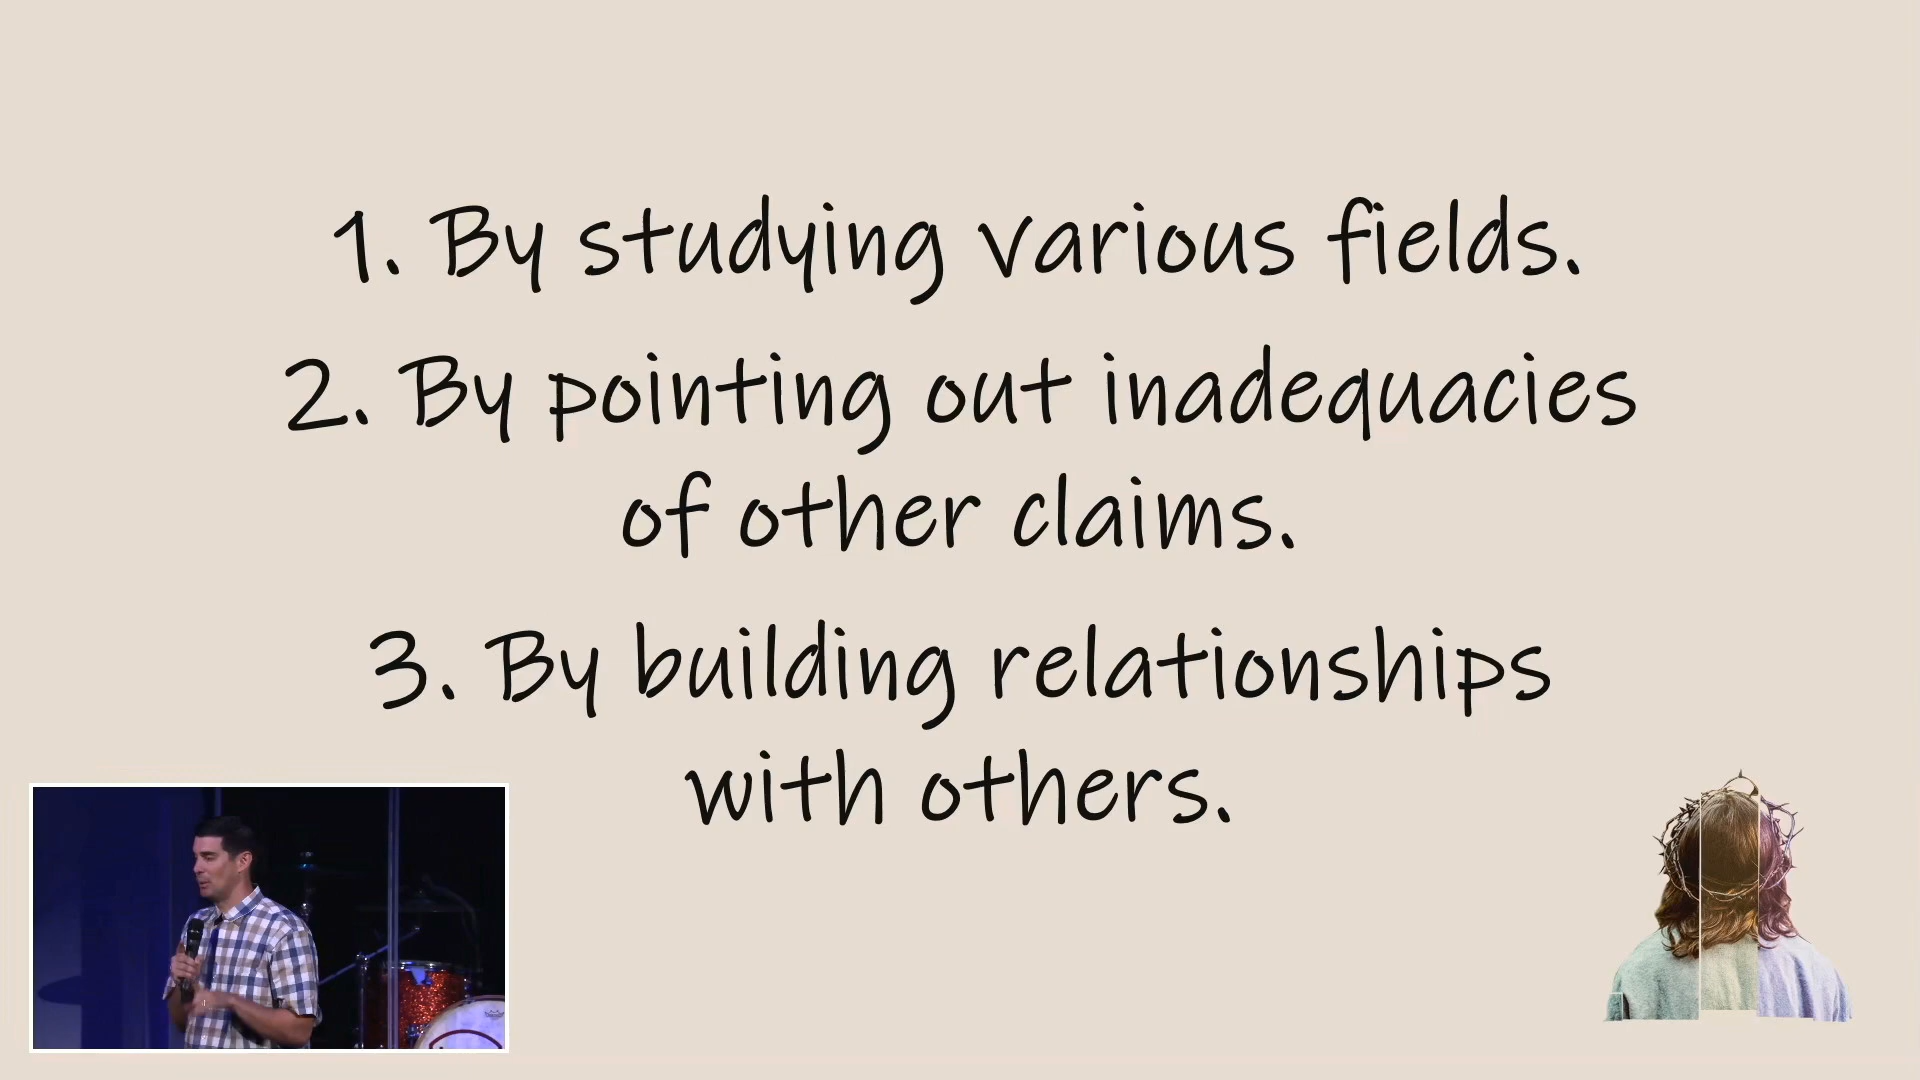 1. By studying various fields.
2. By pointing out inadequacies
of other claims.
3. By building relationships
with others.